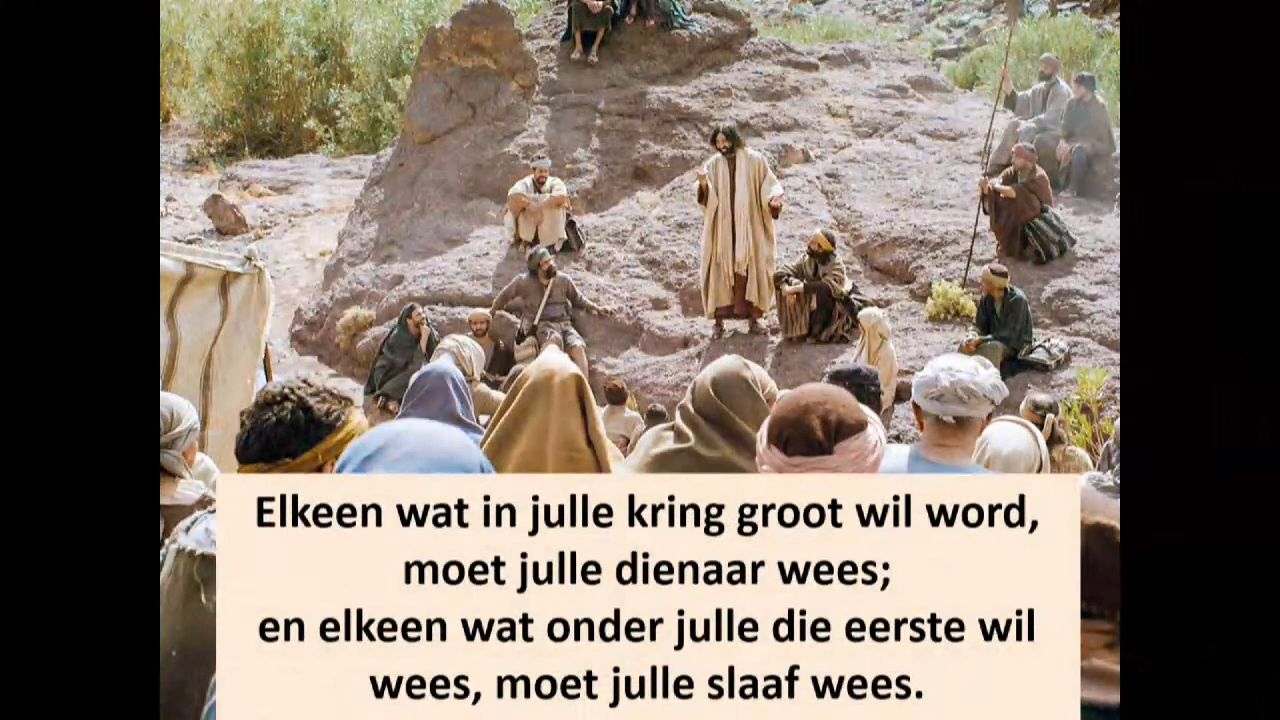 Elkeen wat in julle kring groot wil word,
moet julle dienaar wees;
en elkeen wat onder julle die eerste wil
wees, moet julle slaaf wees.